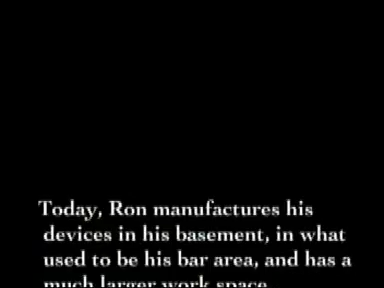 Today, Ron manufactures his
devices in his basement, in what
used to be his bar area, and has a
much larger work space